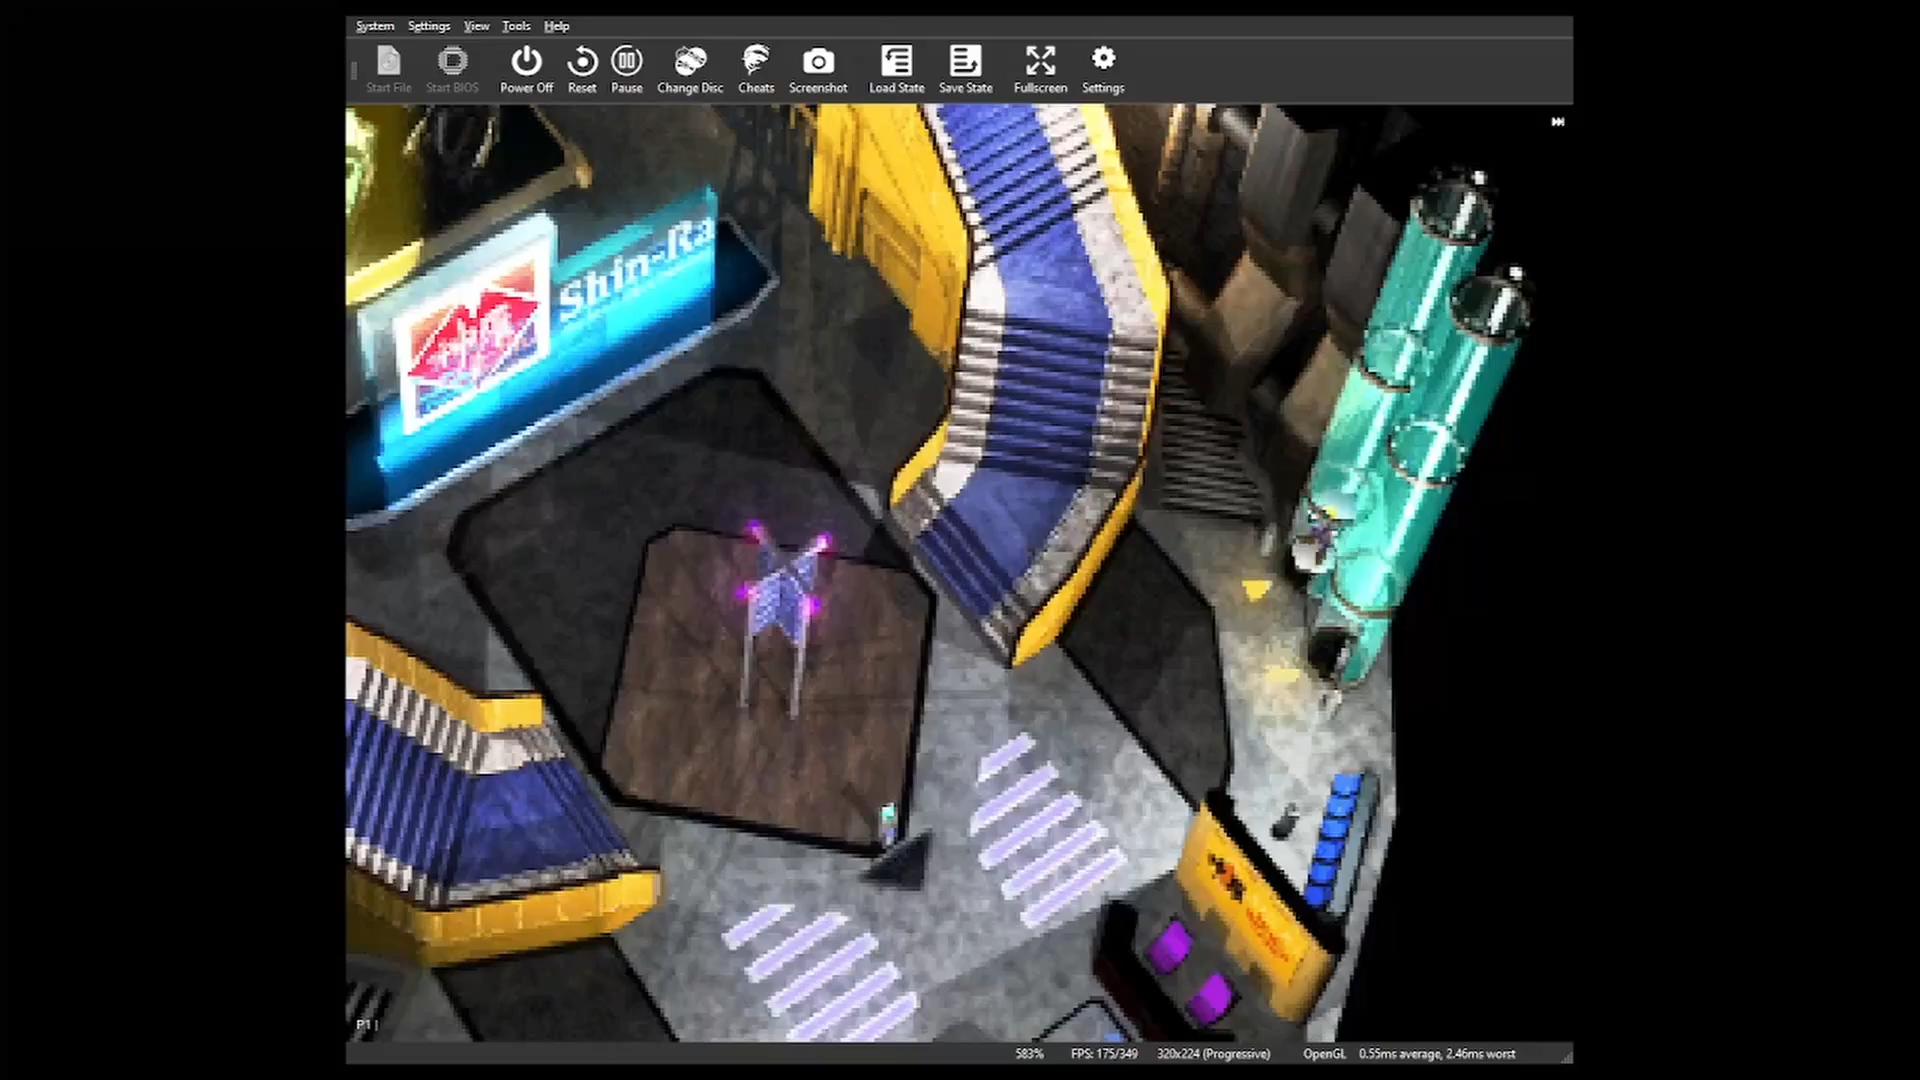 System Settings View Tools Help
Start File Start BIOS Power Off Reset Pause Change Disc Cheats Screenshot Load State Save State Fullscreen Settings
Shin-Ra
P1 |
583% FPS: 175/349 320x224 (Progressive) OpenGL 0.55ms average, 2.46ms worst